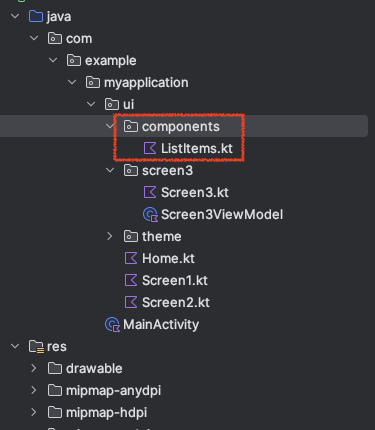 java
com
example
myapplication
ui
components
ListItems.kt
screen3
Screen3.kt
Screen3ViewModel
theme
Home.kt
Screen1.kt
Screen2.kt
MainActivity
res
drawable
mipmap-anydpi
mipmap-hdpi